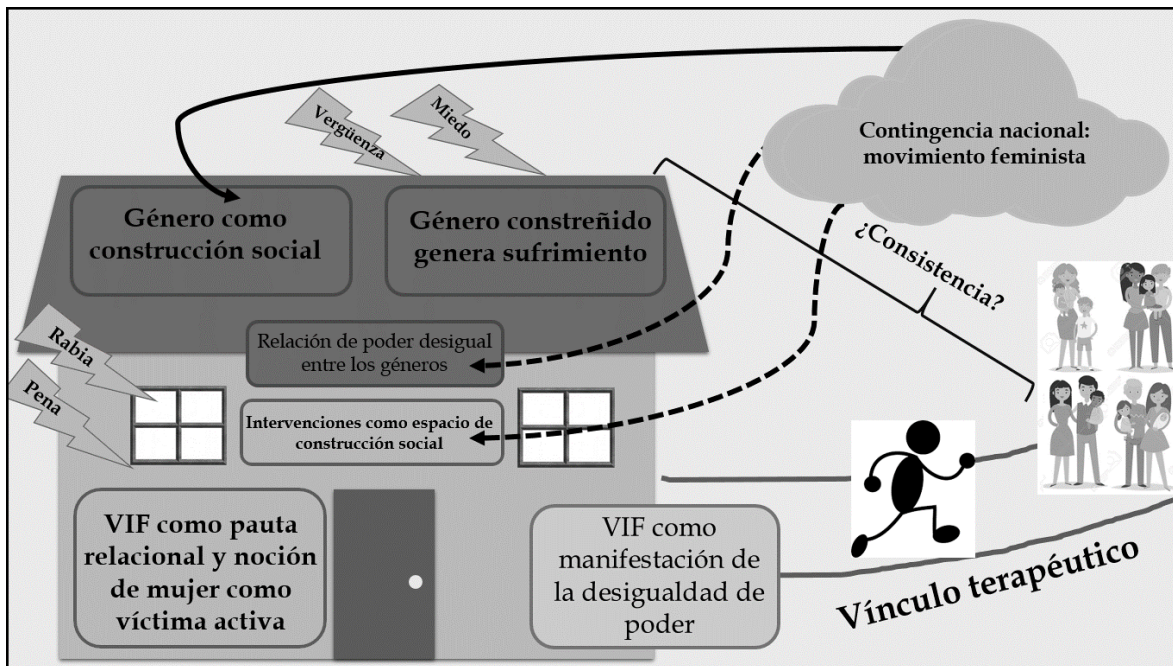 Vergüenza
Miedo
Contingencia nacional:
movimiento feminista
Género como
construcción social
Género constreñido
genera sufrimiento
¿Consistencia?
Rabia
Pena
Relación de poder desigual
entre los géneros
Intervenciones como espacio de
construcción social
VIF como pauta
relacional y noción
de mujer como
víctima activa
VIF como
manifestación de
la desigualdad de
poder
Vínculo terapéutico